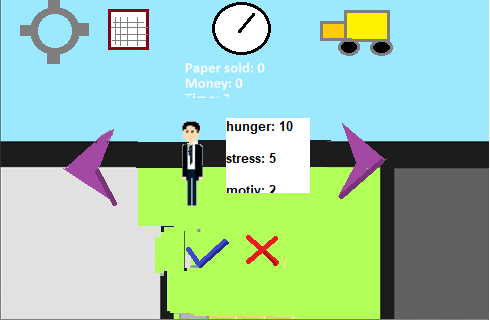 Paper sold: 0
Money: 0
hunger: 10
stress: 5
motiv: 2